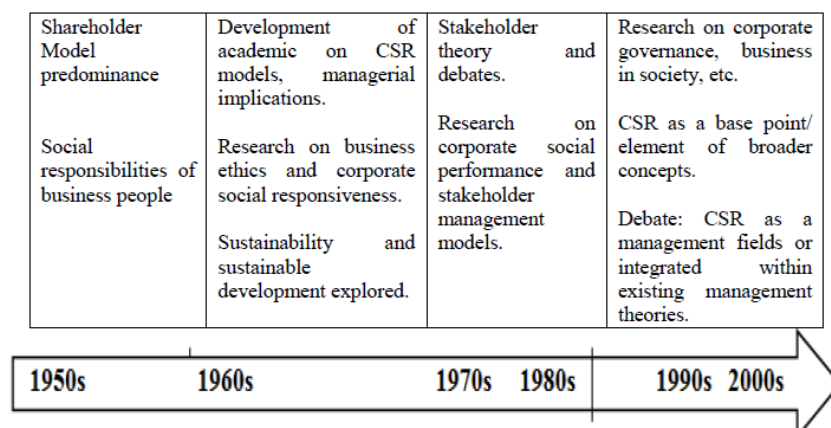 Shareholder
Model
predominance
Social
responsibilities of
business people
Development of
academic on CSR
models, managerial
implications.
Research on business
ethics and corporate
social responsiveness.
Sustainability and
sustainable
development explored.
Stakeholder
theory and
debates.
Research on
corporate social
performance and
stakeholder
management
models.
Research on corporate
governance, business
in society, etc.
CSR as a base point/
element of broader
concepts.
Debate: CSR as a
management fields or
integrated within
existing management
theories.
1950s 1960s 1970s 1980s 1990s 2000s